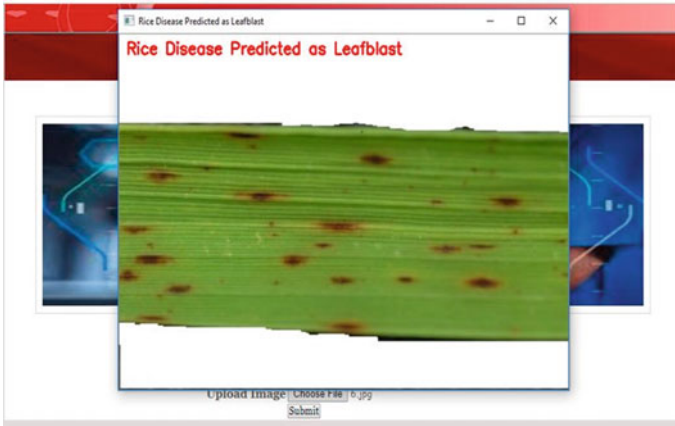 Rice Disease Predicted as Leafblast
Rice Disease Predicted as Leafblast
Upload Image Choose File 6.jpg
Submit